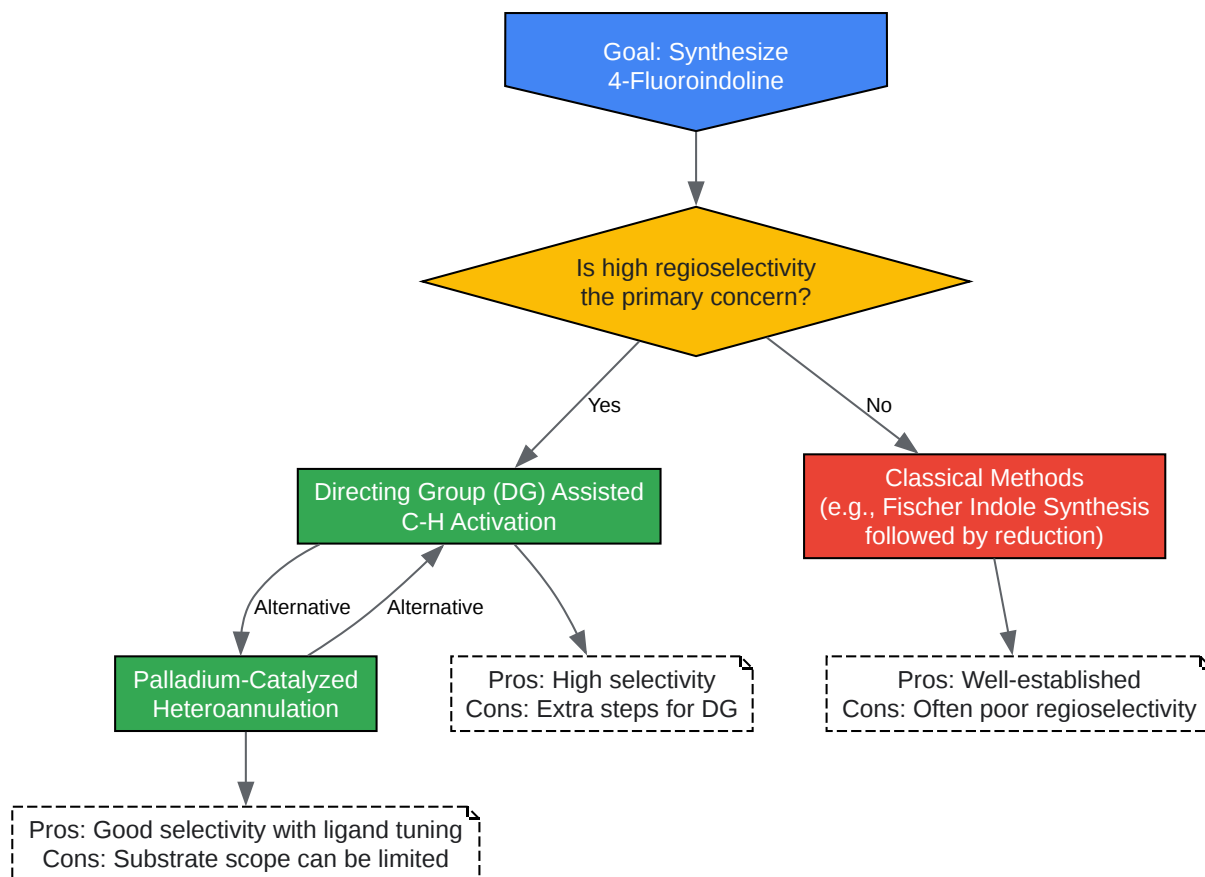 Goal: Synthesize
4-Fluoroindoline
Is high regioselectivity
the primary concern?
Yes
No
Directing Group (DG) Assisted
C-H Activation
Classical Methods
(e.g., Fischer Indole Synthesis
followed by reduction)
Alternative
Alternative
Palladium-Catalyzed
Heteroannulation
Pros: High selectivity
Cons: Extra steps for DG
Pros: Well-established
Cons: Often poor regioselectivity
Pros: Good selectivity with ligand tuning
Cons: Substrate scope can be limited